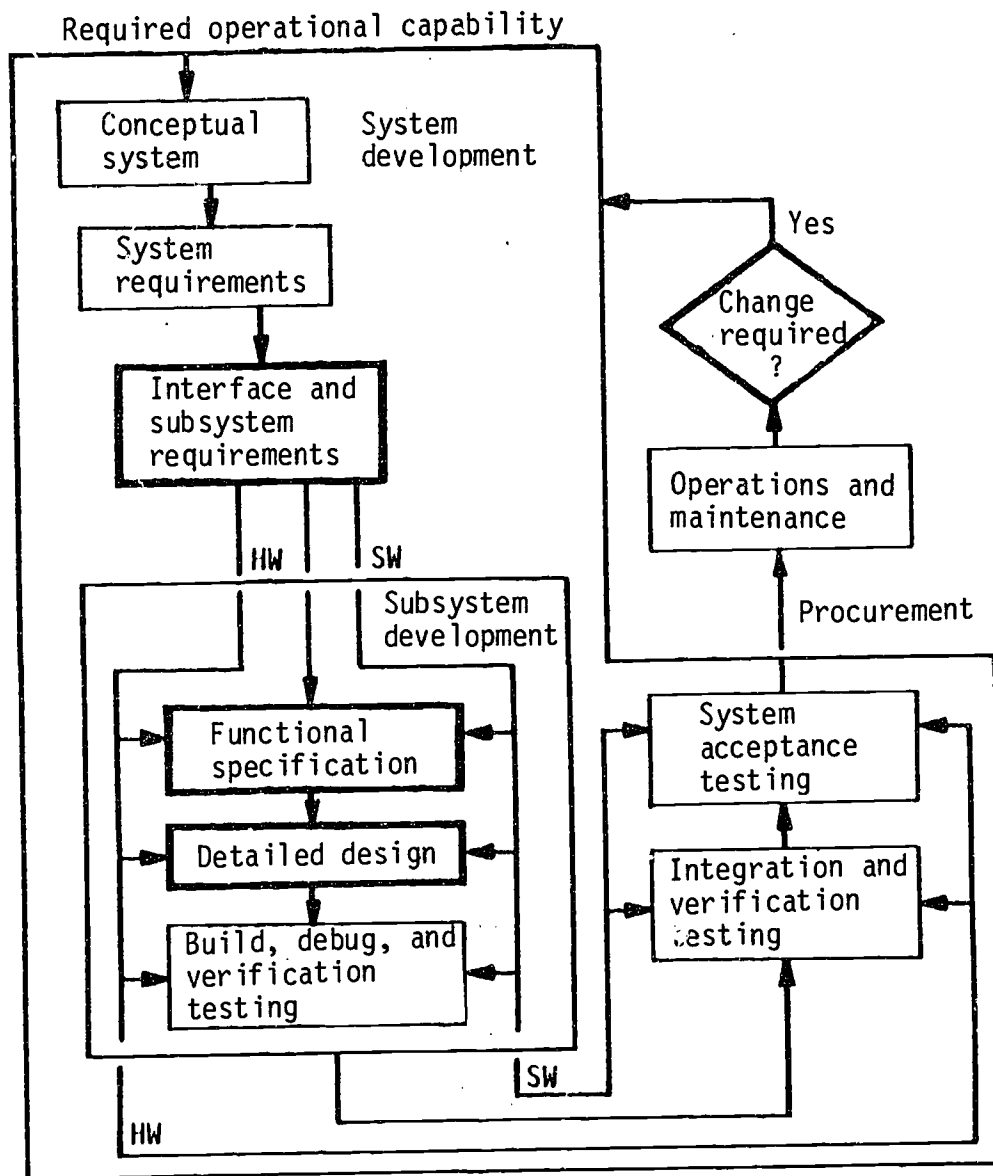 Required operational capability
Conceptual
system
System
development
System
requirements
Interface and
subsystem
requirements
HW
SW
Subsystem
development
Functional
specification
Detailed design
Build, debug, and
verification
testing
SW
HW
Yes
Change
required
?
Operations and
maintenance
Procurement
System
acceptance
testing
Integration and
verification
testing